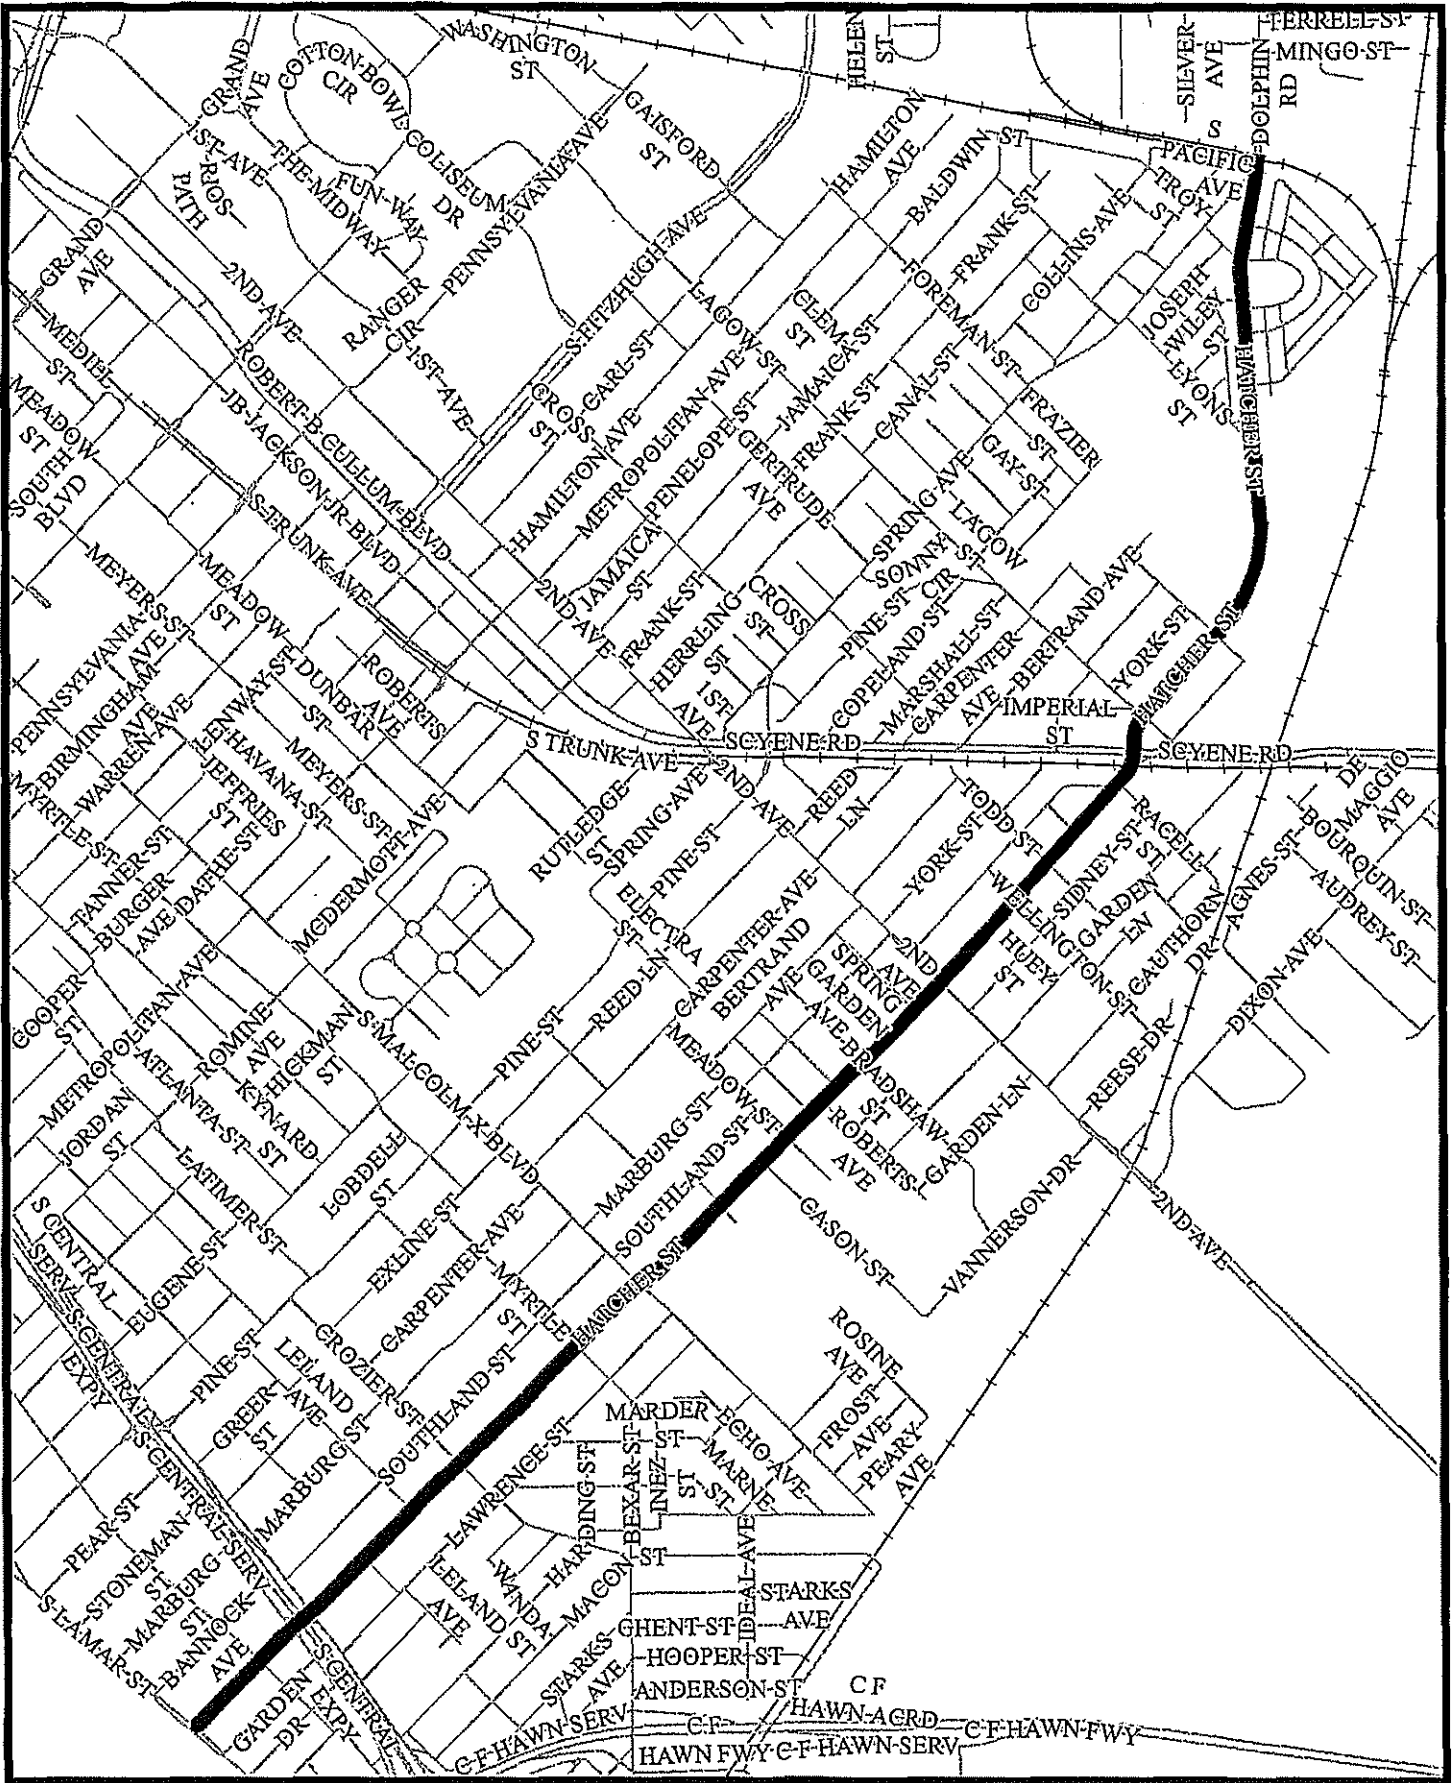 WASHINGTON
ST
HELEN
ST
SILVER
AVE
S
DOLPHIN
RD
TERRELL ST
MINGO ST
GRAND
AVE
COTTON BOWL
CIR
1ST AVE
RIOS
PATH
THE MIDWAY
FUN WAY
COLISEUM
DR
PENNSYLVANIA AVE
GAISFORD
ST
HAMILTON
AVE
BALDWIN ST
PACIFIC
AVE
TROY
ST
GRAND
AVE
2ND AVE
RANGER
CIR
1ST AVE
S FITZHUGH AVE
LAGOW ST
CLEM
ST
FOREMAN ST
FRANK ST
COLLINS AVE
JOSEPH
WILEY
ST
LYONS
ST
HATCHER ST
MEDILL
ST
MEADOW
ST
SOUTH
BLVD
ROBERT B CULLUM BLVD
JB JACKSON JR BLVD
CROSS
ST
CARL ST
METROPOLITAN AVE
JAMAICA ST
FRANK ST
CANAL ST
FRAZIER
ST
GAY ST
HAMILTON AVE
METROPOLITAN AVE
PENELOPE ST
GERTRUDE
AVE
SPRING AVE
LAGOW
ST
SONNY
CIR
S TRUNK AVE
2ND AVE
JAMAICA
ST
FRANK ST
CROSS
ST
HERRLING
ST
1ST
AVE
PINE ST
COPELAND ST
MARSHALL ST
CARPENTER
AVE
BERTRAND AVE
YORK ST
HATCHER ST
IMPERIAL
ST
MEYERS ST
MEADOW
ST
PENNSYLVANIA
AVE
BIRMINGHAM
AVE
WARREN AVE
LENWAY ST
DUNBAR
ST
ROBERTS
AVE
HAVANA ST
MEYERS ST
JEFFRIES
ST
MYRTLE ST
S TRUNK AVE
SCYENE RD
SCYENE RD
2ND AVE
REED
LN
RUTLEDGE
ST
SPRING AVE
PINE ST
ELECTRA
ST
TODD ST
YORK ST
RACELL
ST
SIDNEY ST
DE
MAGGIO
AVE
BOURQUIN ST
AGNES ST
AUDREY ST
TANNER ST
BURGER
AVE
DATHE ST
MCDERMOTT AVE
WELLINGTON ST
GARDEN
LN
CAUTHORN
DR
HUEY
ST
DIXON AVE
CARPENTER AVE
BERTRAND
AVE
SPRING
GARDEN
AVE
2ND
AVE
COOPER
ST
METROPOLITAN AVE
ATLANTA ST
ROMINE
AVE
HICKMAN
ST
KYNARD
ST
S MALCOLM X BLVD
PINE ST
REED LN
MEADOW ST
BRADSHAW
ST
ROBERTS
AVE
GARDEN LN
REESE DR
JORDAN
ST
LATIMER ST
LOBDELL
ST
MARBURG ST
SOUTHLAND ST
CASON ST
VANNERSON DR
2ND AVE
S CENTRAL
SERV
S CENTRAL
EXPY
EUGENE ST
EXLINE ST
CARPENTER AVE
MYRTLE
ST
HATCHER ST
PINE ST
LELAND
AVE
CROZIER ST
GREER
ST
MARBURG ST
SOUTHLAND ST
ROSINE
AVE
FROST
AVE
PEARY
AVE
MARDER
ST
ECHO AVE
MARNE
ST
INEZ
ST
BEXAR ST
HARDING ST
LAWRENCE ST
S CENTRAL SERV
PEAR ST
STONEMAN
ST
MARBURG
ST
BANNOCK
AVE
S LAMAR ST
LELAND
AVE
WANDA
ST
HARDING
MACON
ST
IDEAL AVE
STARKS
AVE
GHENT ST
HOOPER ST
STARKS
AVE
ANDERSON ST
GARDEN
DR
S CENTRAL
EXPY
C F HAWN SERV
C F
HAWN FWY
C F
HAWN ACRD
C F HAWN SERV
C F HAWN FWY